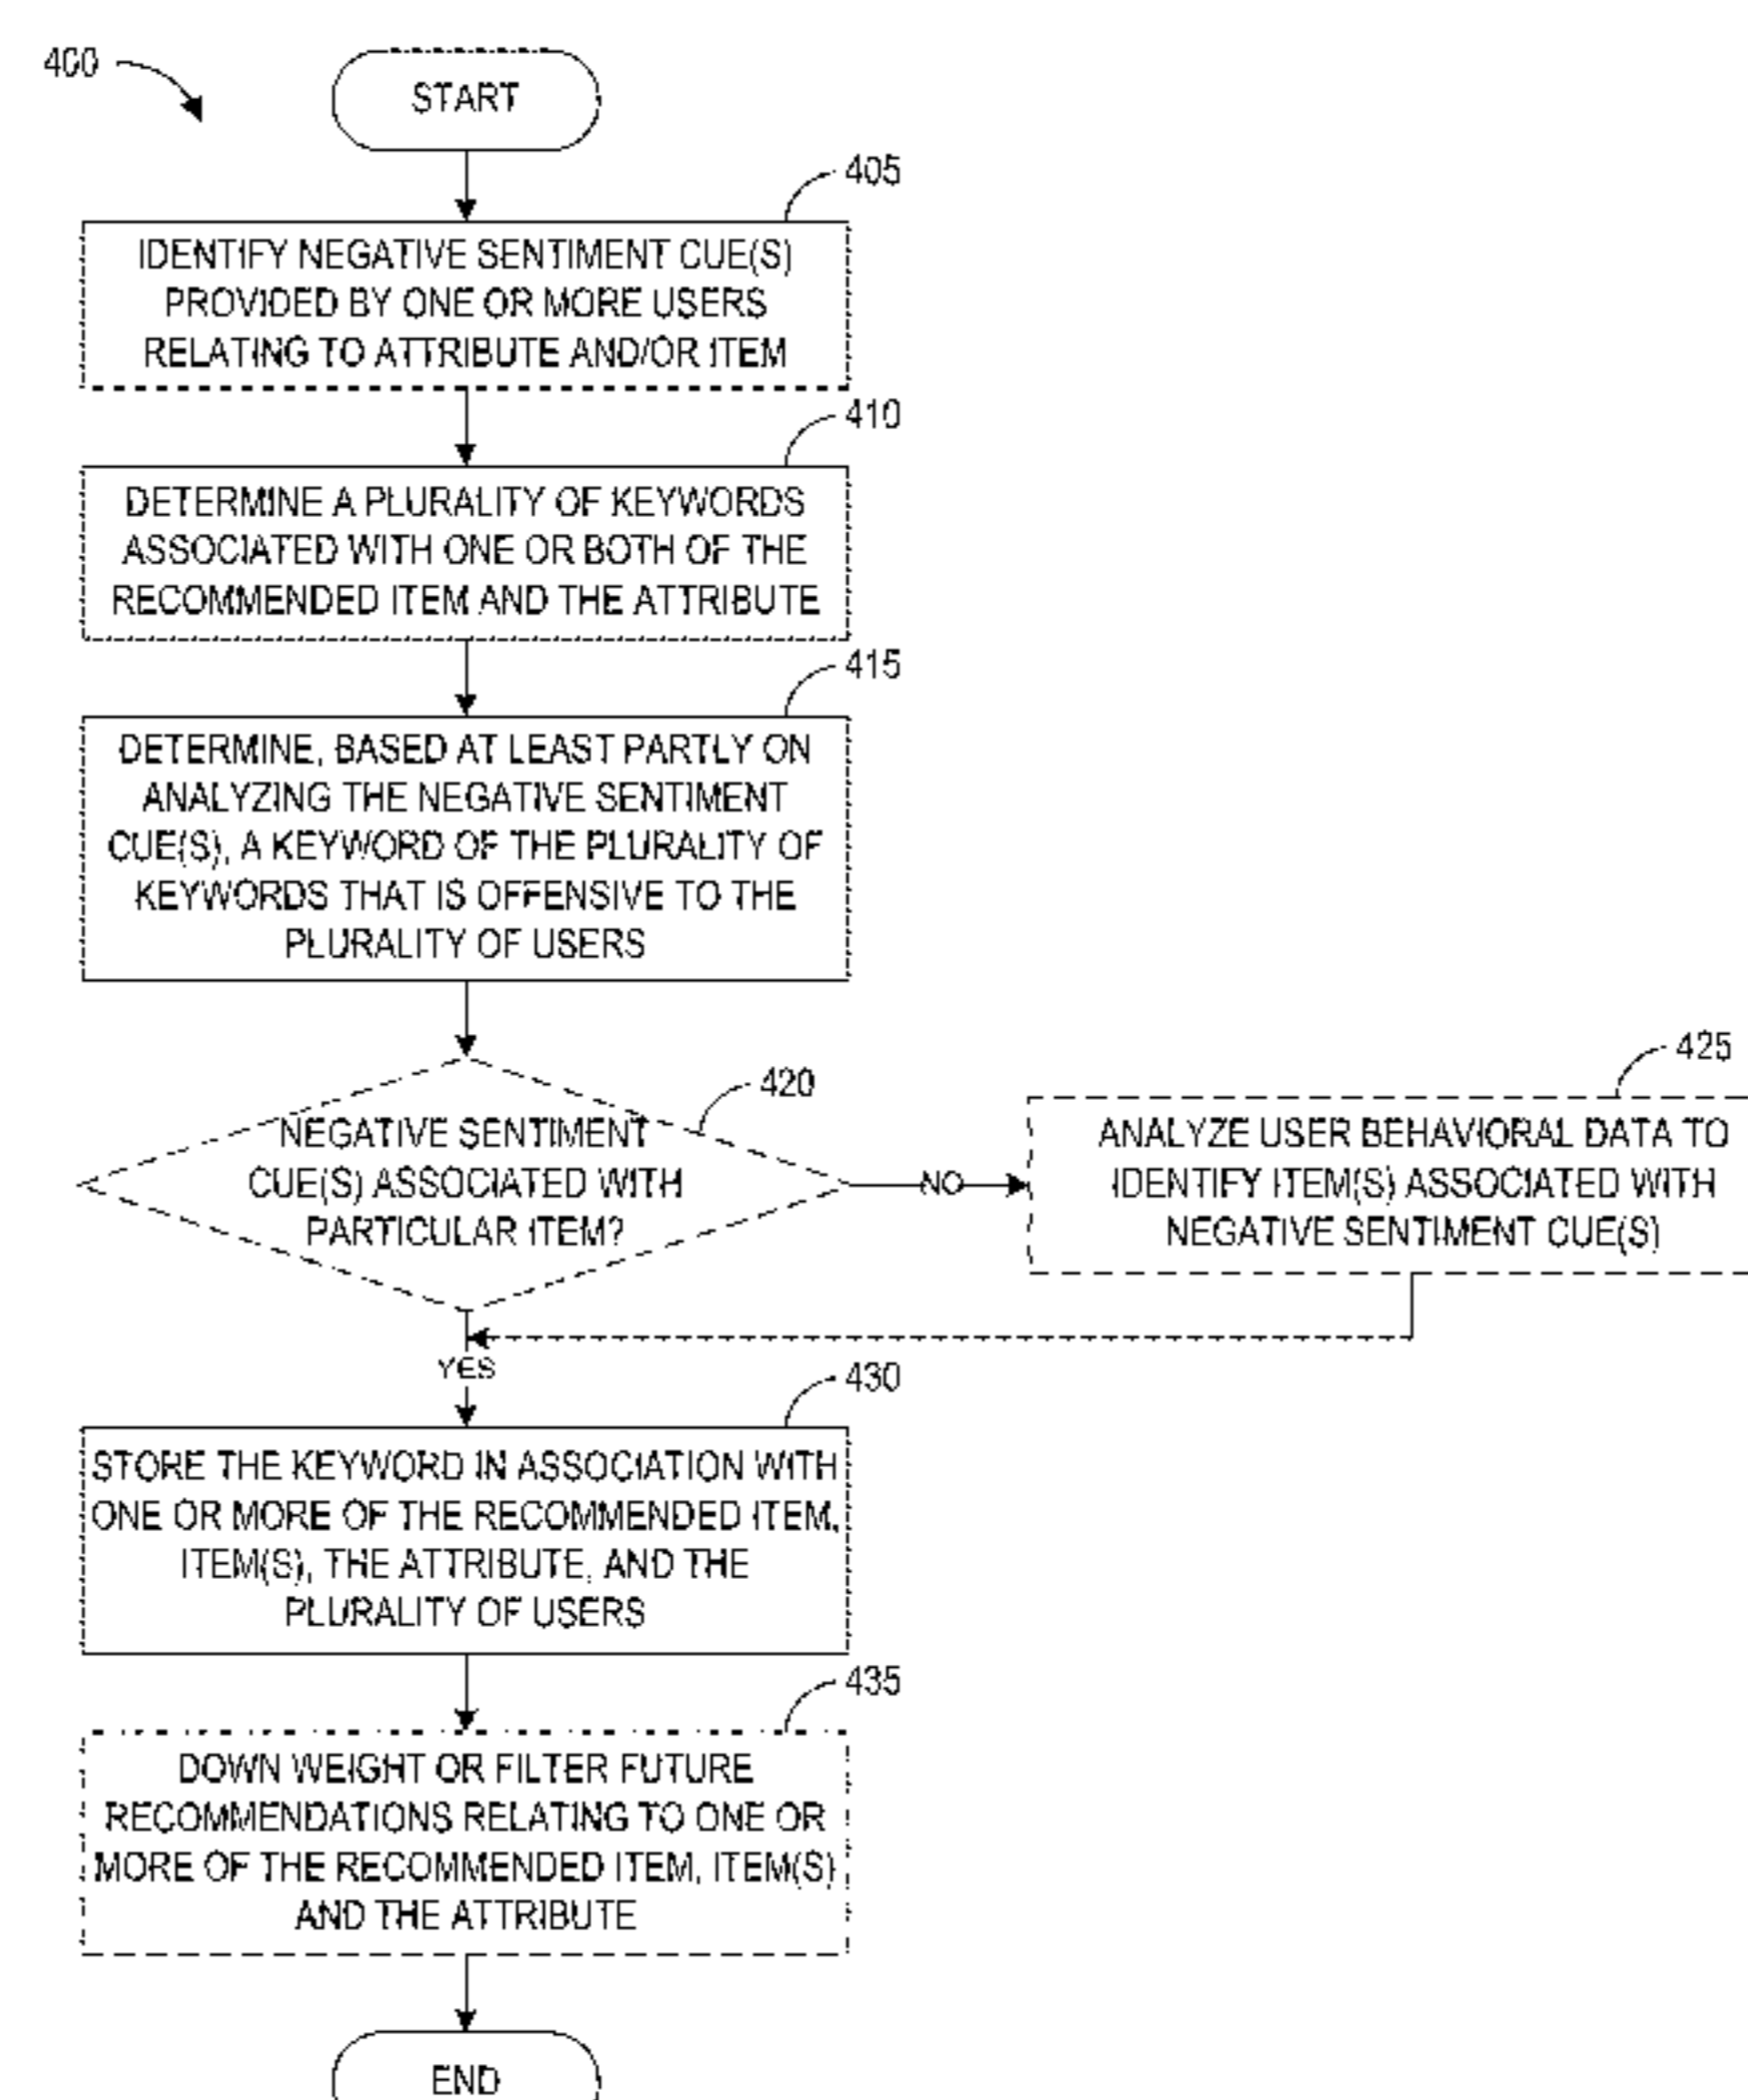 400
START
405
IDENTIFY NEGATIVE SENTIMENT CUE(S)
PROVIDED BY ONE OR MORE USERS
RELATING TO ATTRIBUTE AND/OR ITEM
410
DETERMINE A PLURALITY OF KEYWORDS
ASSOCIATED WITH ONE OR BOTH OF THE
RECOMMENDED ITEM AND THE ATTRIBUTE
415
DETERMINE, BASED AT LEAST PARTLY ON
ANALYZING THE NEGATIVE SENTIMENT
CUE(S), A KEYWORD OF THE PLURALITY OF
KEYWORDS THAT IS OFFENSIVE TO THE
PLURALITY OF USERS
420
NEGATIVE SENTIMENT
CUE(S) ASSOCIATED WITH
PARTICULAR ITEM?
NO
425
ANALYZE USER BEHAVIORAL DATA TO
IDENTIFY ITEM(S) ASSOCIATED WITH
NEGATIVE SENTIMENT CUE(S)
YES
430
STORE THE KEYWORD IN ASSOCIATION WITH
ONE OR MORE OF THE RECOMMENDED ITEM,
ITEM(S), THE ATTRIBUTE, AND THE
PLURALITY OF USERS
435
DOWN WEIGHT OR FILTER FUTURE
RECOMMENDATIONS RELATING TO ONE OR
MORE OF THE RECOMMENDED ITEM, ITEM(S)
AND THE ATTRIBUTE
END